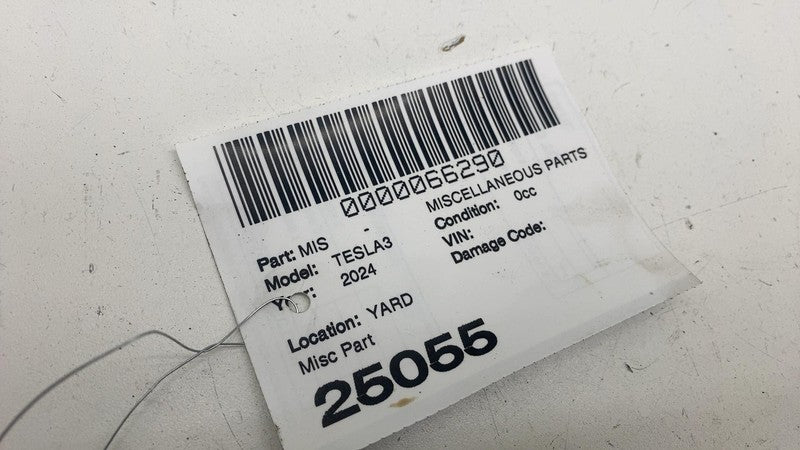 0000066290
Part: MIS - MISCELLANEOUS PARTS
Model: TESLA3 Condition: 0cc
2024 VIN:
Damage Code:
Location: YARD
Misc Part
25055